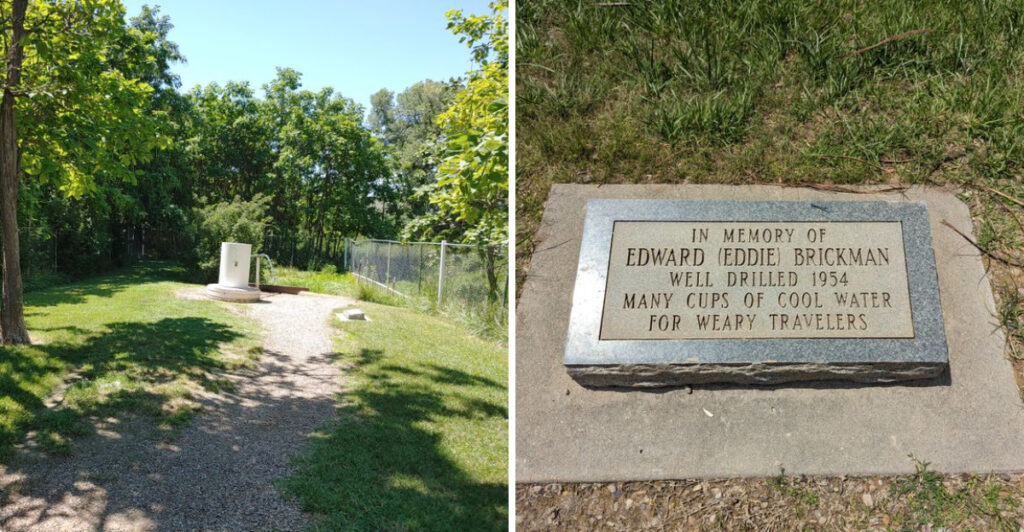 IN MEMORY OF
EDWARD (EDDIE) BRICKMAN
WELL DRILLED 1954
MANY CUPS OF COOL WATER
FOR WEARY TRAVELERS